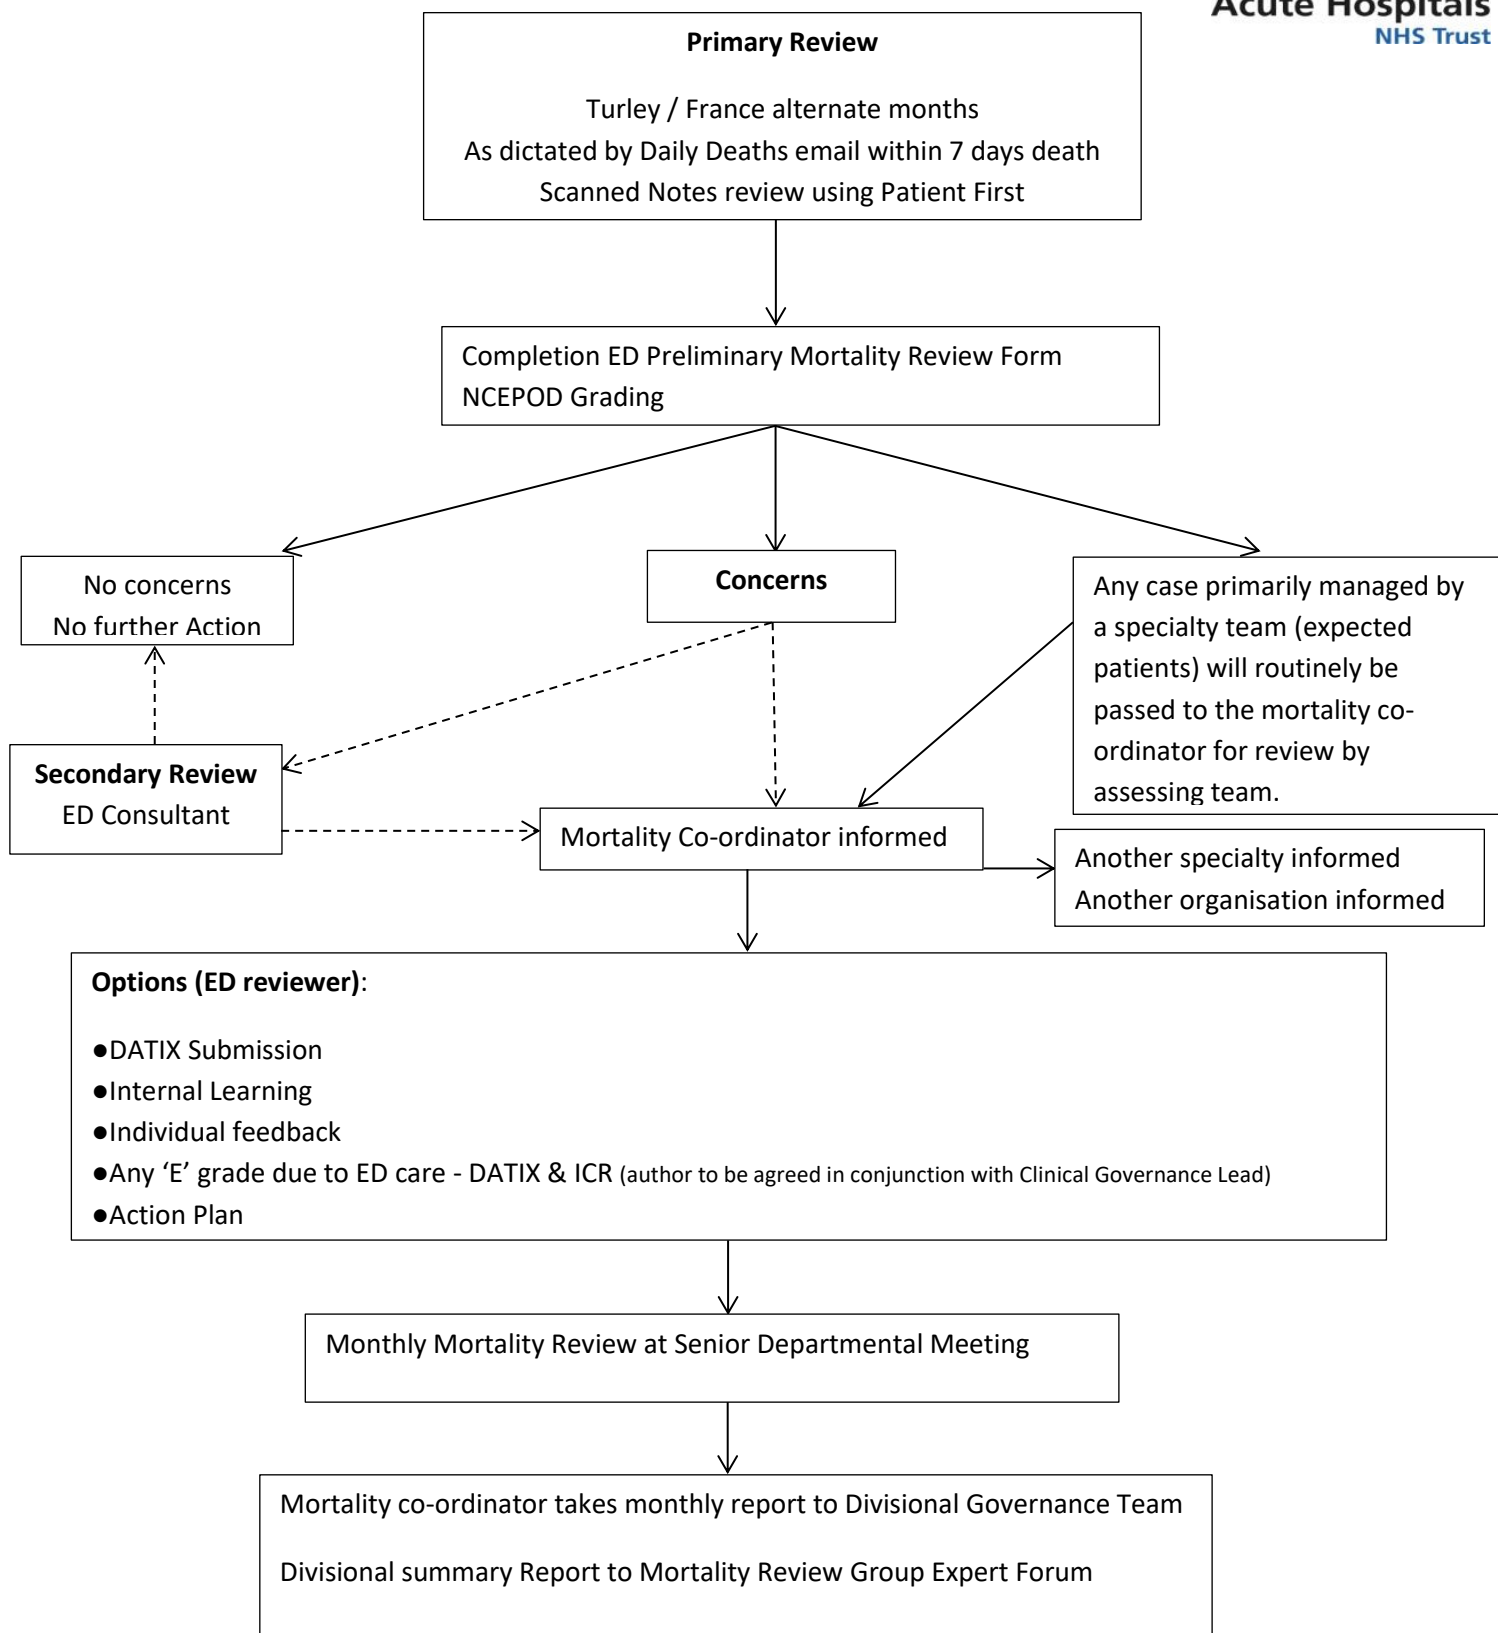 Acute Hospitals
NHS Trust
Primary Review
Turley / France alternate months
As dictated by Daily Deaths email within 7 days death
Scanned Notes review using Patient First
Completion ED Preliminary Mortality Review Form
NCEPOD Grading
No concerns
No further Action
Concerns
Any case primarily managed by
a specialty team (expected
patients) will routinely be
passed to the mortality co-
ordinator for review by
assessing team.
Secondary Review
ED Consultant
Mortality Co-ordinator informed
Another specialty informed
Another organisation informed
Options (ED reviewer):
●DATIX Submission
●Internal Learning
●Individual feedback
●Any ‘E’ grade due to ED care - DATIX & ICR (author to be agreed in conjunction with Clinical Governance Lead)
●Action Plan
Monthly Mortality Review at Senior Departmental Meeting
Mortality co-ordinator takes monthly report to Divisional Governance Team
Divisional summary Report to Mortality Review Group Expert Forum